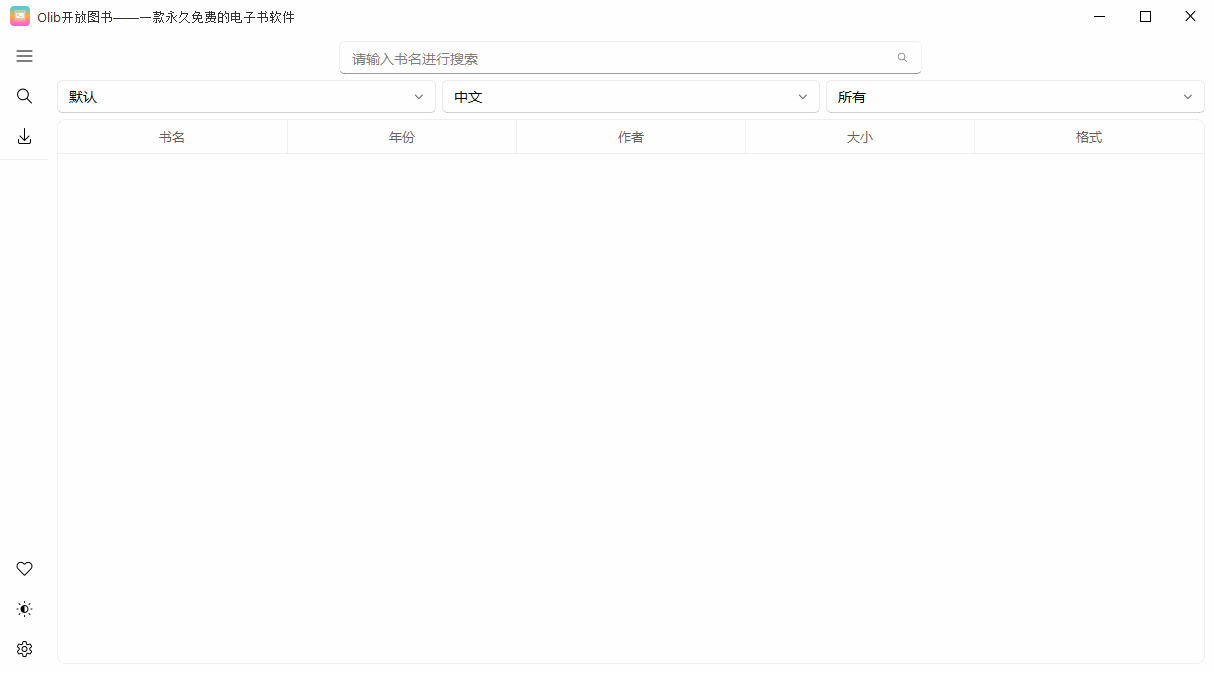 Olib开放图书——一款永久免费的电子书软件
请输入书名进行搜索
默认 中文 所有
书名 年份 作者 大小 格式